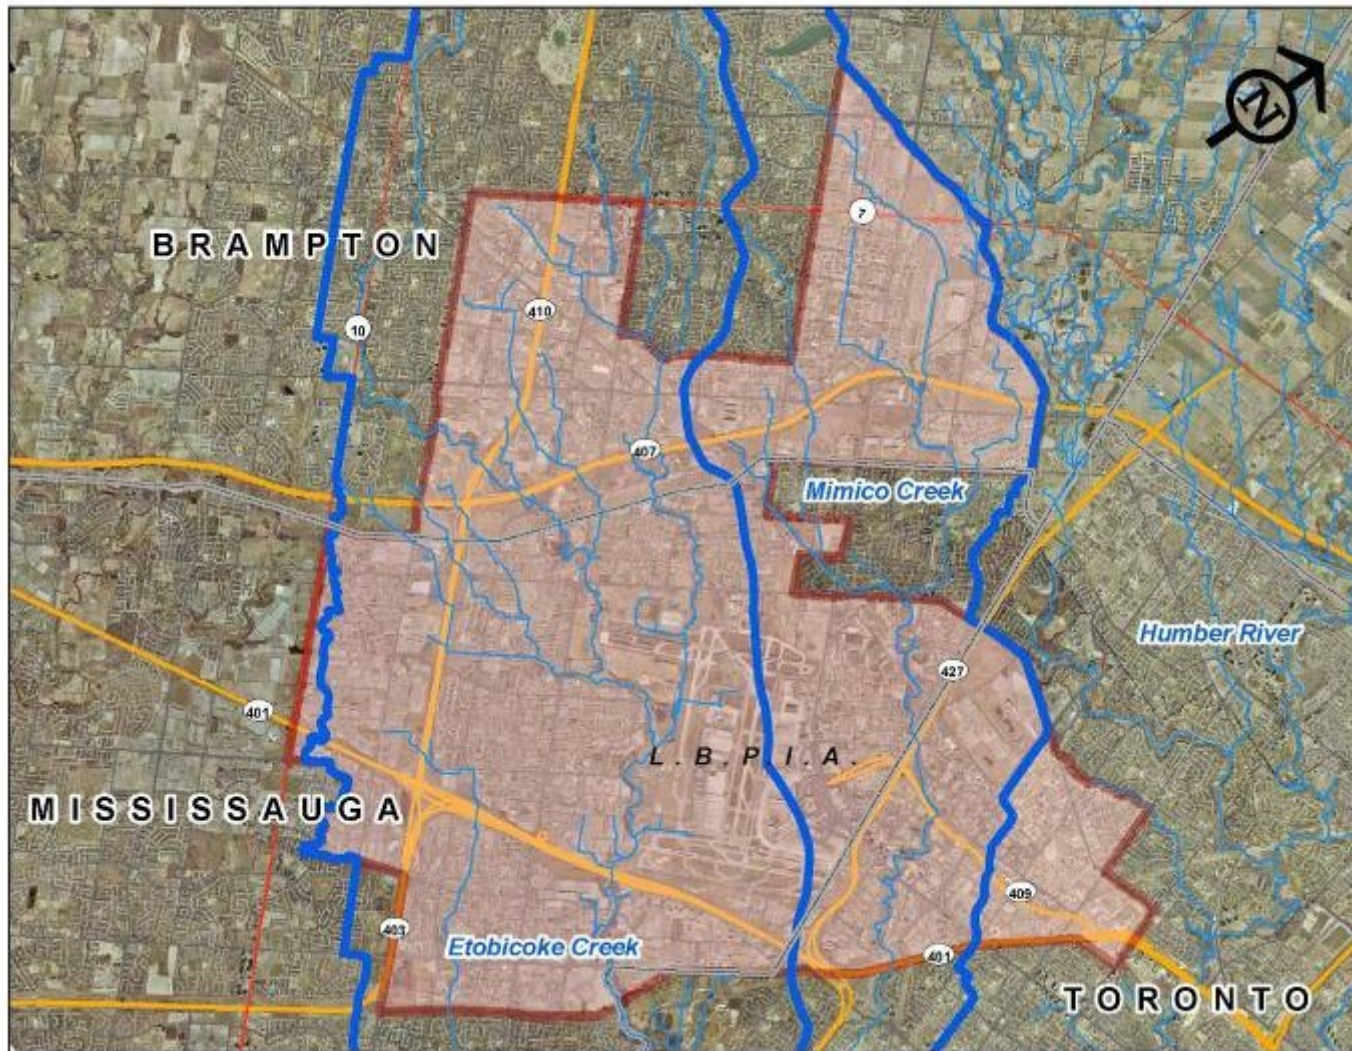 N
7
BRAMPTON
410
10
407
Mimico Creek
Humber River
427
401
L.B.P.I.A.
MISSISSAUGA
409
403
Etobicoke Creek
401
TORONTO